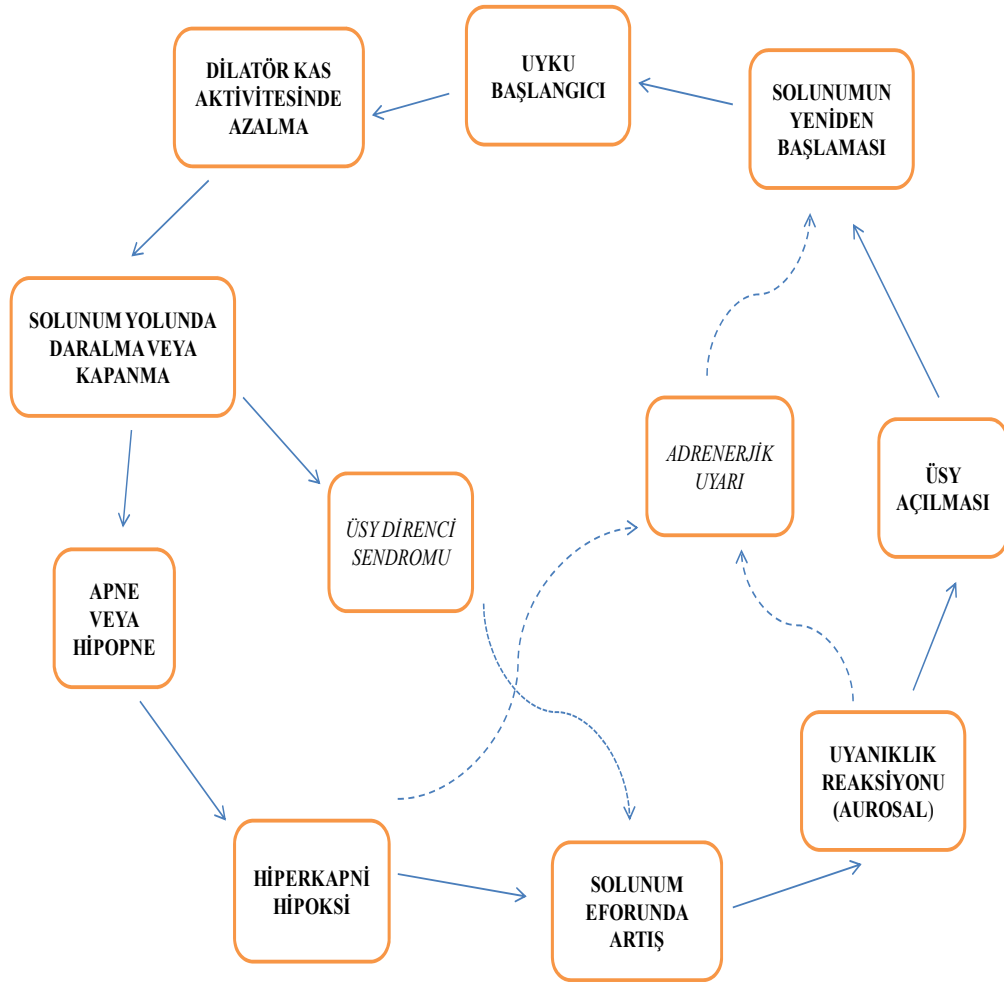 UYKU
BAŞLANGICI
DİLATÖR KAS
AKTİVİTESİNDE
AZALMA
SOLUNUM YOLUNDA
DARALMA VEYA
KAPANMA
APNE
VEYA
HİPOPNE
ÜSY DİRENCİ
SENDROMU
HİPERKAPNİ
HİPOKSİ
SOLUNUM
EFORUNDA
ARTIŞ
UYANIKLIK
REAKSİYONU
(AUROSAL)
ADRENERJİK
UYARI
ÜSY
AÇILMASI
SOLUNUMUN
YENİDEN
BAŞLAMASI